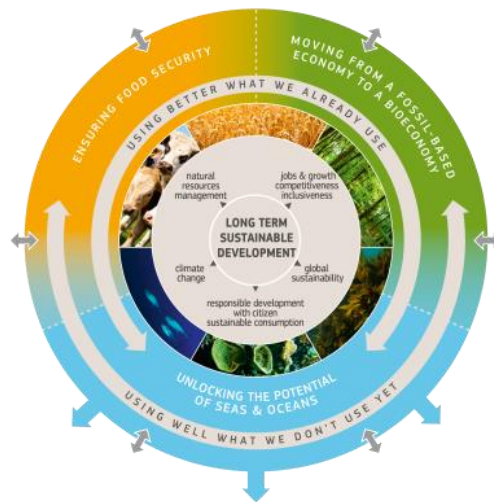 ENSURING FOOD SECURITY
MOVING FROM A FOSSIL-BASED
ECONOMY TO A BIOECONOMY
USING BETTER WHAT WE ALREADY USE
natural
resources
management
jobs & growth
competitiveness
inclusiveness
LONG TERM
SUSTAINABLE
DEVELOPMENT
climate
change
global
sustainability
responsible development
with citizen
sustainable consumption
UNLOCKING THE POTENTIAL
OF SEAS & OCEANS
USING WELL WHAT WE DON'T USE YET